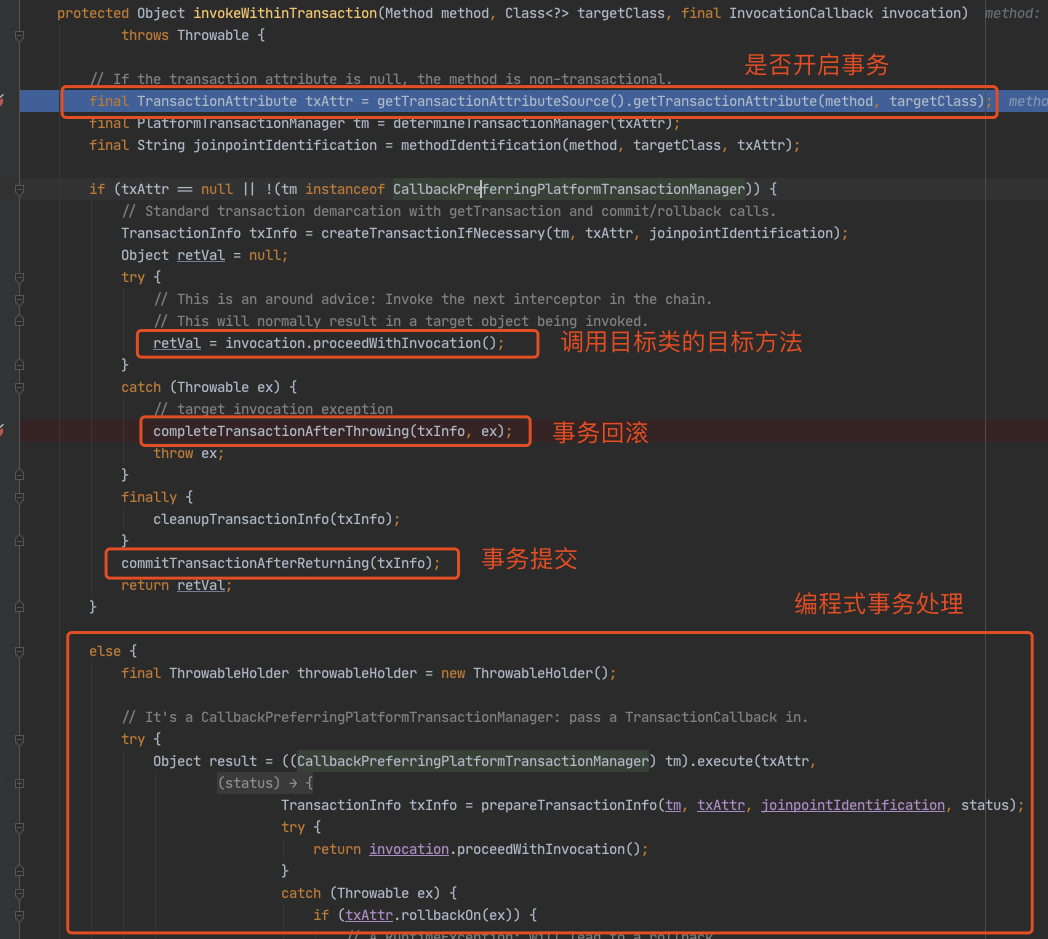 protected Object invokeWithinTransaction(Method method, Class<?> targetClass, final InvocationCallback invocation) method:
throws Throwable {
是否开启事务
// If the transaction attribute is null, the method is non-transactional.
final TransactionAttribute txAttr = getTransactionAttributeSource().getTransactionAttribute(method, targetClass); metho
final PlatformTransactionManager tm = determineTransactionManager(txAttr);
final String joinpointIdentification = methodIdentification(method, targetClass, txAttr);
if (txAttr == null || !(tm instanceof CallbackPreferringPlatformTransactionManager)) {
// Standard transaction demarcation with getTransaction and commit/rollback calls.
TransactionInfo txInfo = createTransactionIfNecessary(tm, txAttr, joinpointIdentification);
Object retVal = null;
try {
// This is an around advice: Invoke the next interceptor in the chain.
// This will normally result in a target object being invoked.
retVal = invocation.proceedWithInvocation(); 调用目标类的目标方法
}
catch (Throwable ex) {
// target invocation exception
completeTransactionAfterThrowing(txInfo, ex); 事务回滚
throw ex;
}
finally {
cleanupTransactionInfo(txInfo);
}
commitTransactionAfterReturning(txInfo); 事务提交
return retVal;
}
编程式事务处理
else {
final ThrowableHolder throwableHolder = new ThrowableHolder();
// It's a CallbackPreferringPlatformTransactionManager: pass a TransactionCallback in.
try {
Object result = ((CallbackPreferringPlatformTransactionManager) tm).execute(txAttr,
(status) → {
TransactionInfo txInfo = prepareTransactionInfo(tm, txAttr, joinpointIdentification, status);
try {
return invocation.proceedWithInvocation();
}
catch (Throwable ex) {
if (txAttr.rollbackOn(ex)) {
// A RuntimeException: will lead to a rollback.